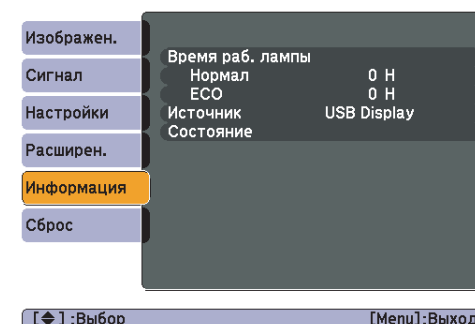 Изображен.
Сигнал
Настройки
Расширен.
Информация
Сброс
Время раб. лампы
Нормал 0 H
ECO 0 H
Источник USB Display
Состояние
[◆] :Выбор [Menu]:Выход